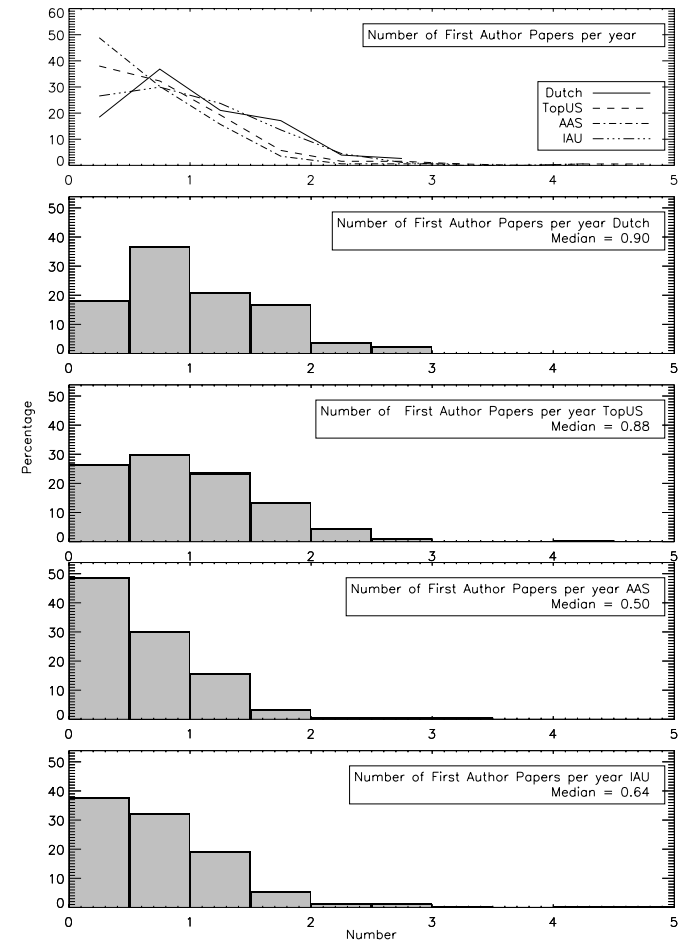 60
50
40
30
20
10
0
Number of First Author Papers per year
Dutch
TopUS
AAS
IAU
0 1 2 3 4 5
50
40
30
20
10
0
Number of First Author Papers per year Dutch
Median = 0.90
0 1 2 3 4 5
Percentage
50
40
30
20
10
0
Number of First Author Papers per year TopUS
Median = 0.88
0 1 2 3 4 5
50
40
30
20
10
0
Number of First Author Papers per year AAS
Median = 0.50
0 1 2 3 4 5
50
40
30
20
10
0
Number of First Author Papers per year IAU
Median = 0.64
0 1 2 3 4 5
Number